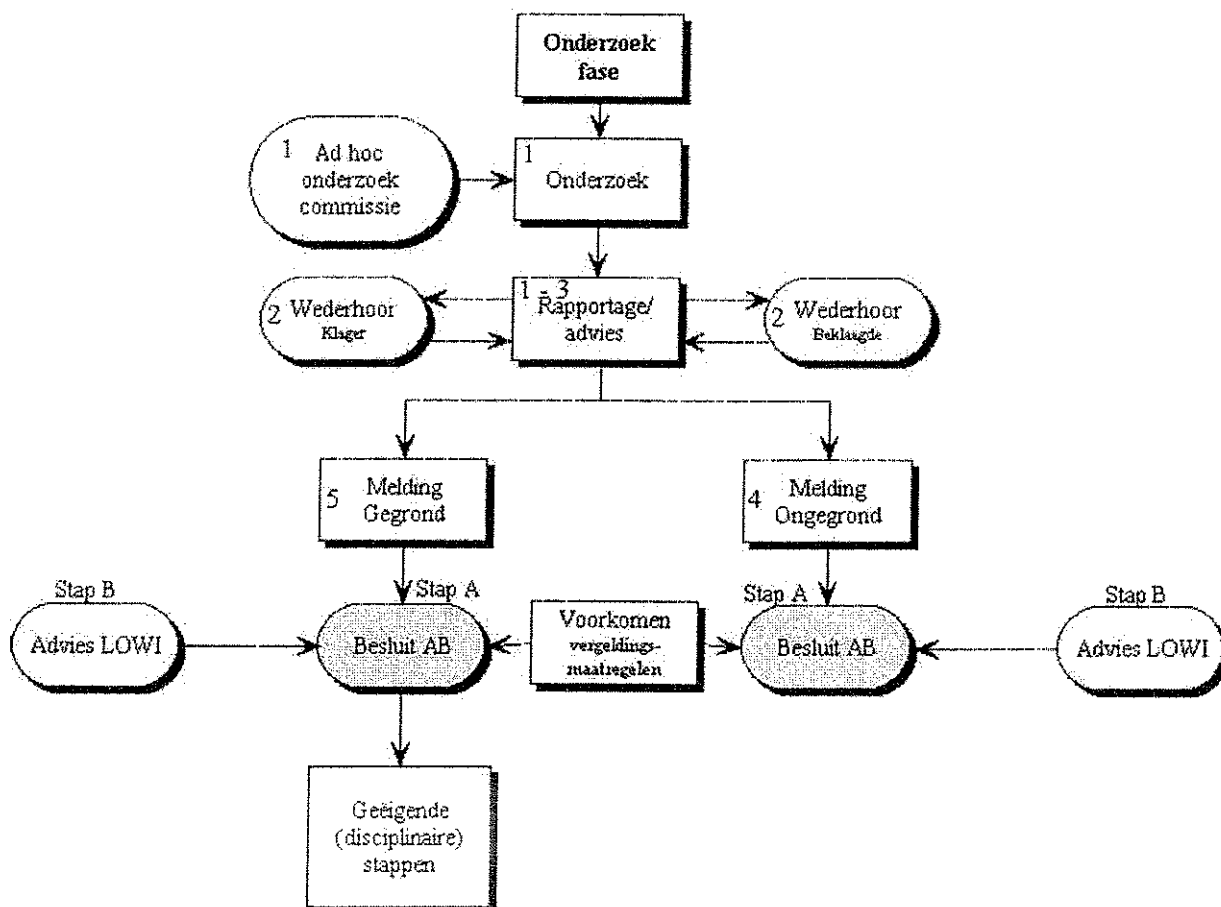 Onderzoek
fase
1 Ad hoc
onderzoek
commissie
1
Onderzoek
2 Wederhoor
Klager
1 - 3
Rapportage/
advies
2 Wederhoor
Beklaagde
5 Melding
Gegrond
4 Melding
Ongegrond
Stap B
Advies LOWI
Stap A
Besluit AB
Voorkomen
vergeldings-
maatregelen
Stap A
Besluit AB
Stap B
Advies LOWI
Geëigende
(disciplinaire)
stappen